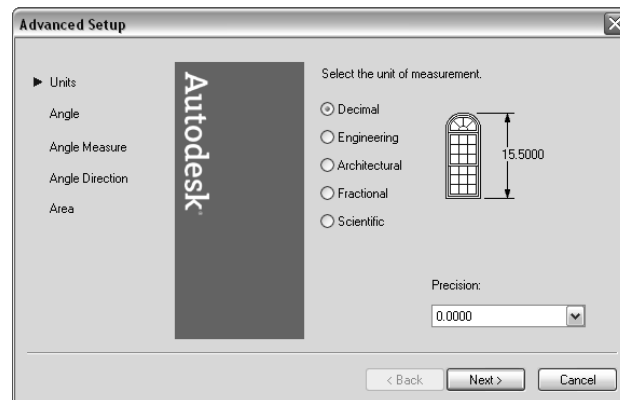 Advanced Setup
Units
Angle
Angle Measure
Angle Direction
Area
Autodesk
Select the unit of measurement.
Decimal
Engineering
Architectural
Fractional
Scientific
15.5000
Precision:
0.0000
< Back
Next >
Cancel